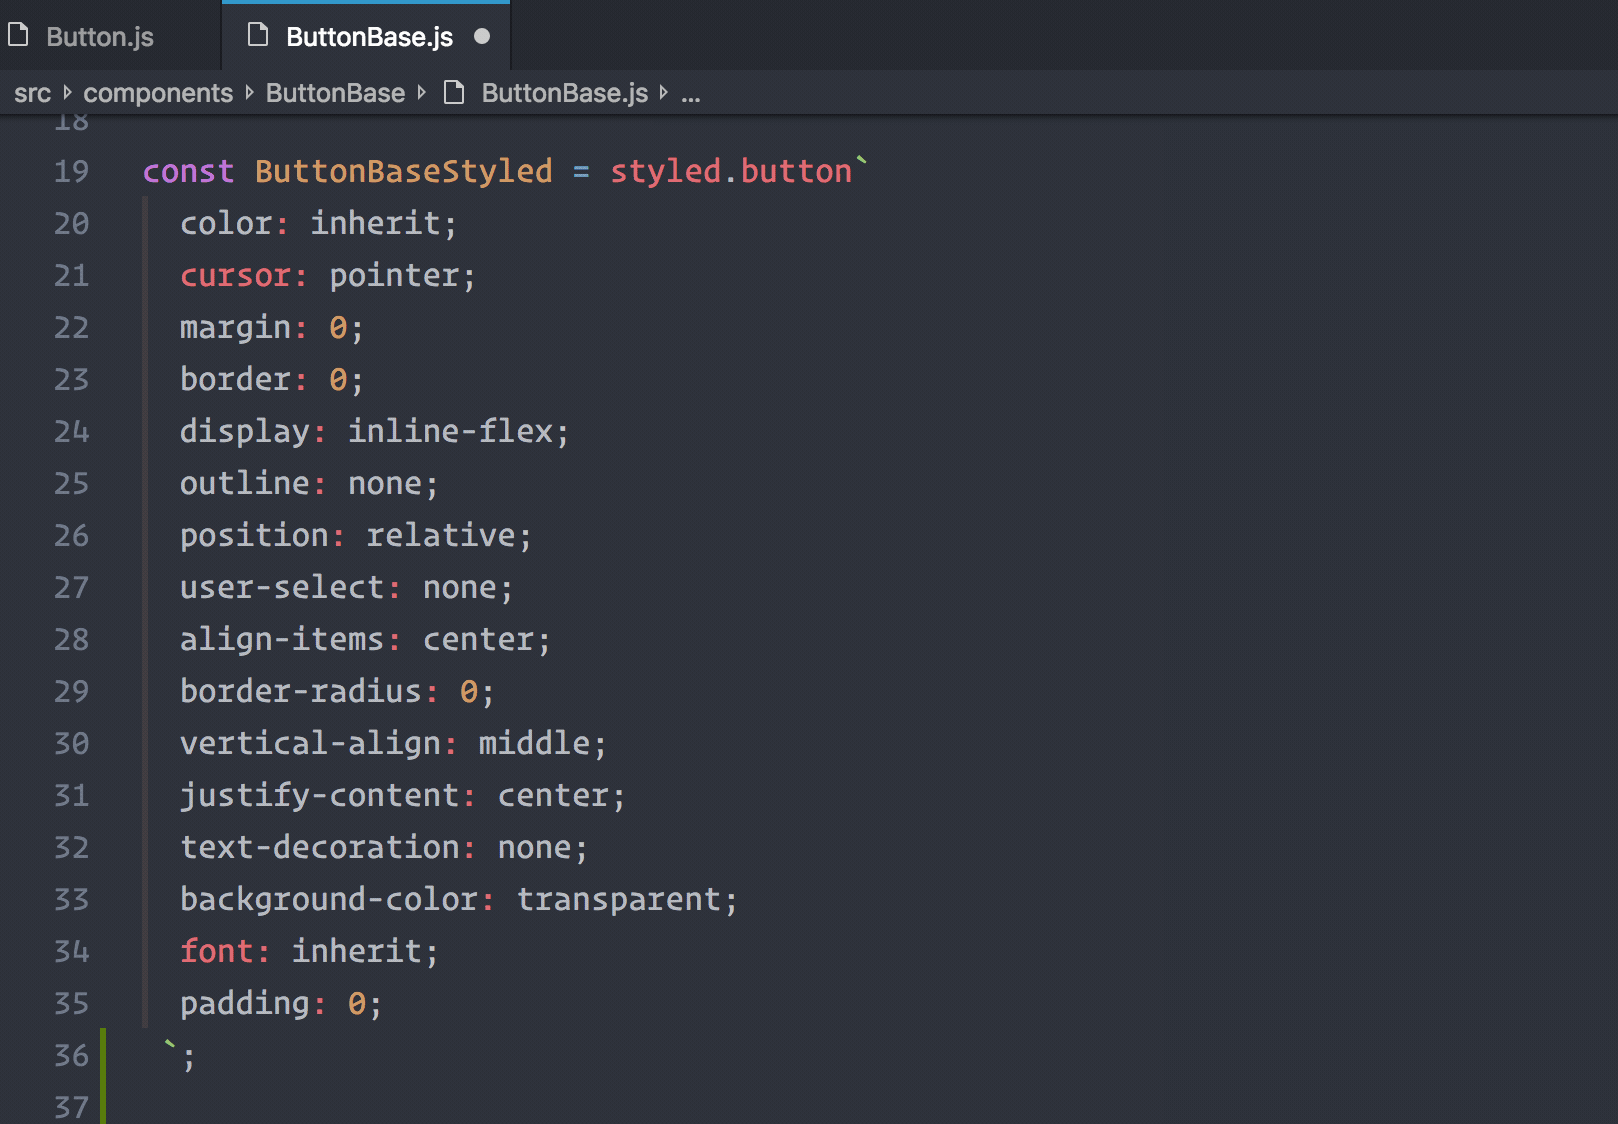 Button.js ButtonBase.js
src components ButtonBase ButtonBase.js ...
18
19 const ButtonBaseStyled = styled.button`
20 color: inherit;
21 cursor: pointer;
22 margin: 0;
23 border: 0;
24 display: inline-flex;
25 outline: none;
26 position: relative;
27 user-select: none;
28 align-items: center;
29 border-radius: 0;
30 vertical-align: middle;
31 justify-content: center;
32 text-decoration: none;
33 background-color: transparent;
34 font: inherit;
35 padding: 0;
36 `;
37